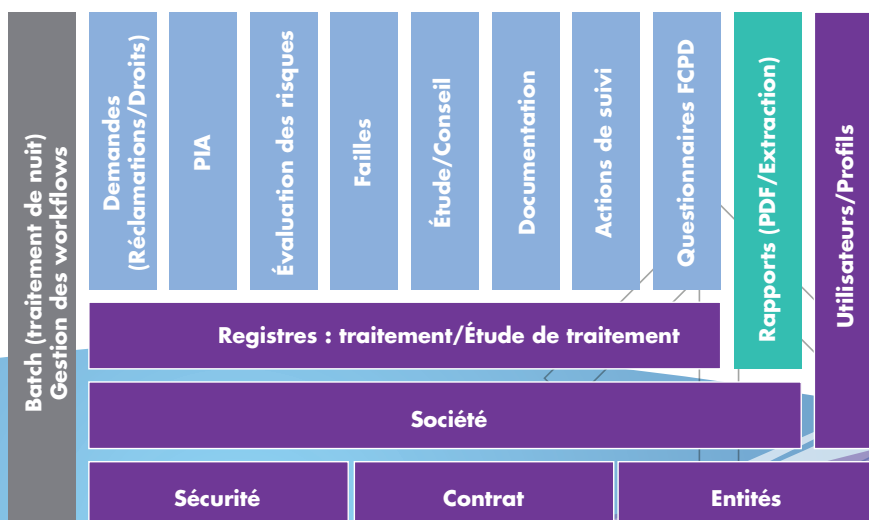 Batch (traitement de nuit)
Gestion des workflows
Demandes
(Réclamations/Droits)
PIA
Évaluation des risques
Failles
Étude/Conseil
Documentation
Actions de suivi
Questionnaires FCPD
Rapports (PDF/Extraction)
Utilisateurs/Profils
Registres : traitement/Étude de traitement
Société
Sécurité
Contrat
Entités